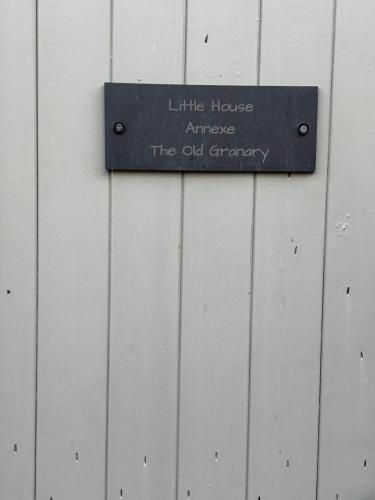 Little House
Annexe
The Old Granary